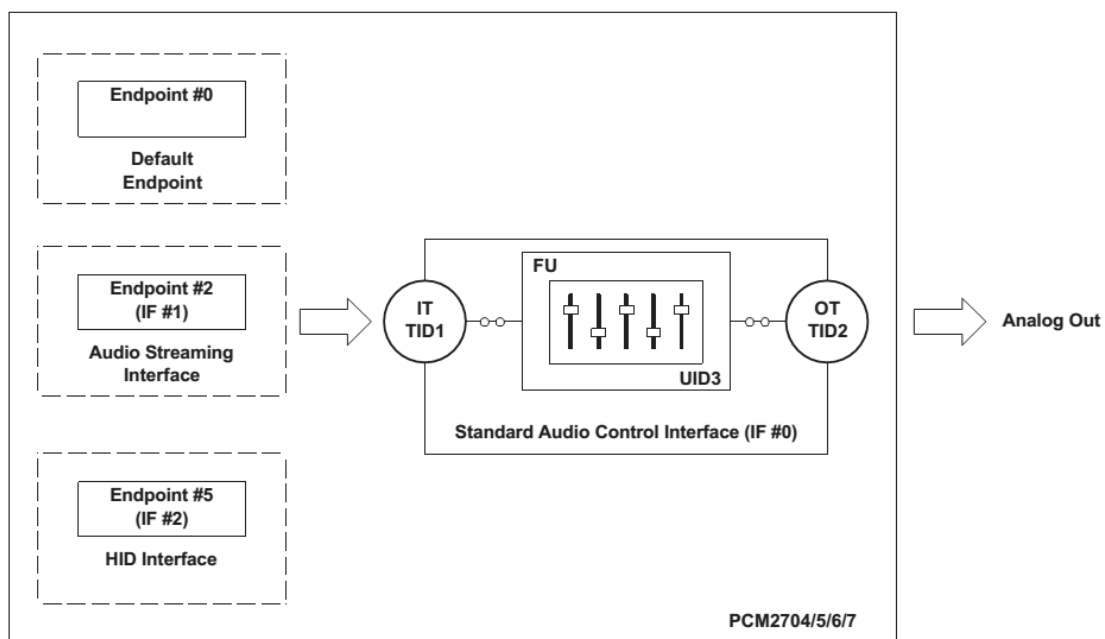 Endpoint #0
Default
Endpoint
Endpoint #2
(IF #1)
Audio Streaming
Interface
Endpoint #5
(IF #2)
HID Interface
IT
TID1
FU
UID3
OT
TID2
Standard Audio Control Interface (IF #0)
Analog Out
PCM2704/5/6/7